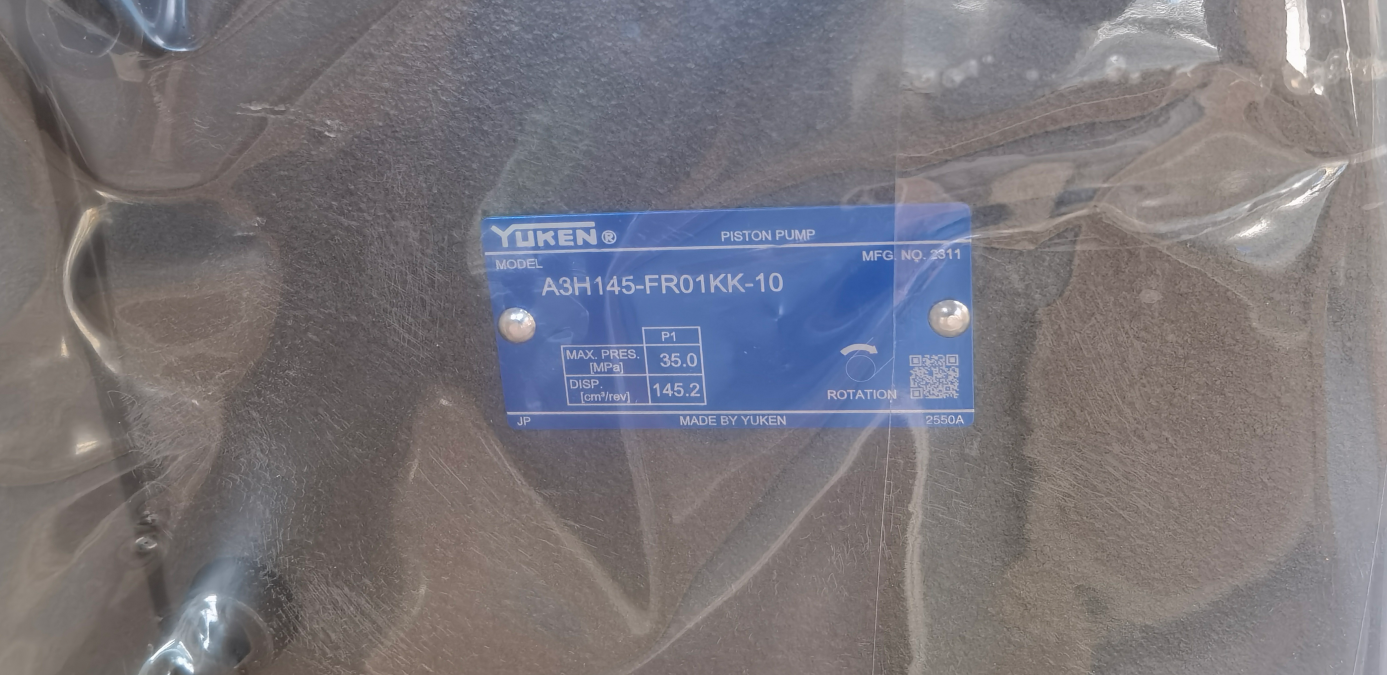 YUKEN®
PISTON PUMP
MODEL
MFG. NO. 2311
A3H145-FR01KK-10
P1
MAX. PRES. [MPa] 35.0
DISP. [cm³/rev] 145.2
ROTATION
JP
MADE BY YUKEN
2550A